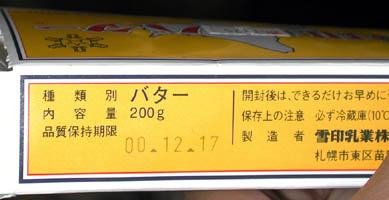 種類別 バター
内容量 200g
品質保持期限
00.12.17
開封後は、できるだけお早めに
保存上の注意 必ず冷蔵庫(10℃
製造者 雪印乳業株
札幌市東区苗